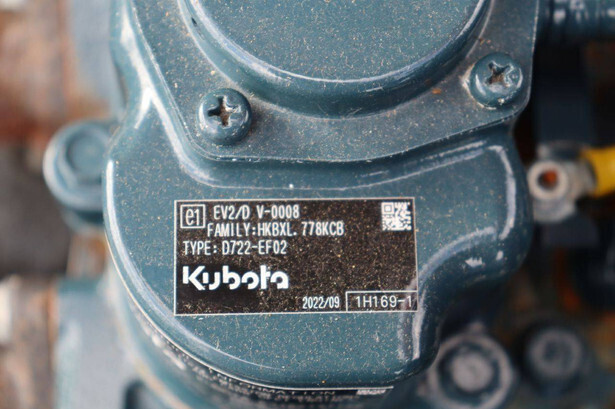 e1 EV2/D V-0008
FAMILY:HKBXL.778KCB
TYPE: D722-EF02
Kubota
2022/09 1H169-1